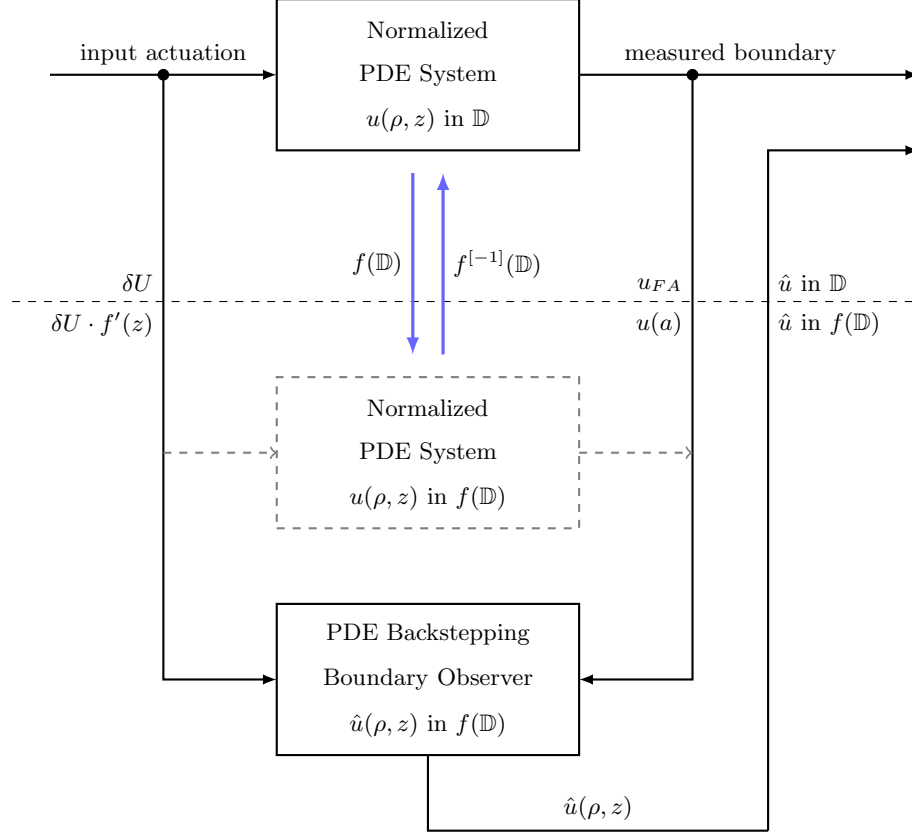 input actuation
Normalized
PDE System
u(ρ, z) in 𝔻
measured boundary
f(𝔻)
f^{[−1]}(𝔻)
δU
u_{FA}
û in 𝔻
δU · f′(z)
u(a)
û in f(𝔻)
Normalized
PDE System
u(ρ, z) in f(𝔻)
PDE Backstepping
Boundary Observer
û(ρ, z) in f(𝔻)
û(ρ, z)